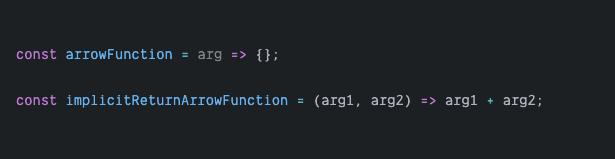 const arrowFunction = arg => {};
const implicitReturnArrowFunction = (arg1, arg2) => arg1 + arg2;